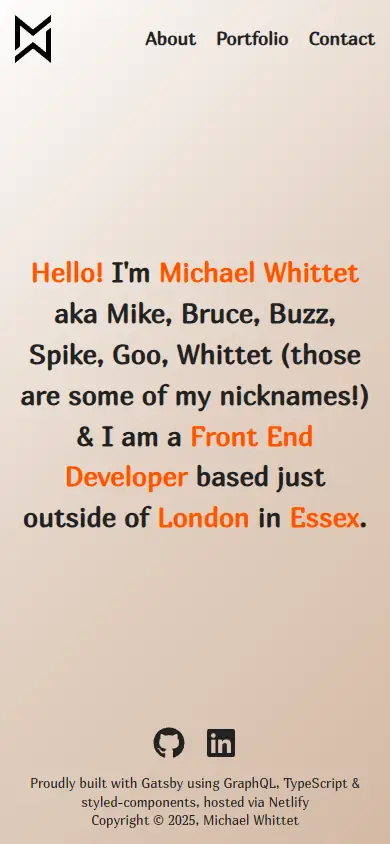 About Portfolio Contact
Hello! I'm Michael Whittet
aka Mike, Bruce, Buzz,
Spike, Goo, Whittet (those
are some of my nicknames!)
& I am a Front End
Developer based just
outside of London in Essex.
Proudly built with Gatsby using GraphQL, TypeScript &
styled-components, hosted via Netlify
Copyright © 2025, Michael Whittet